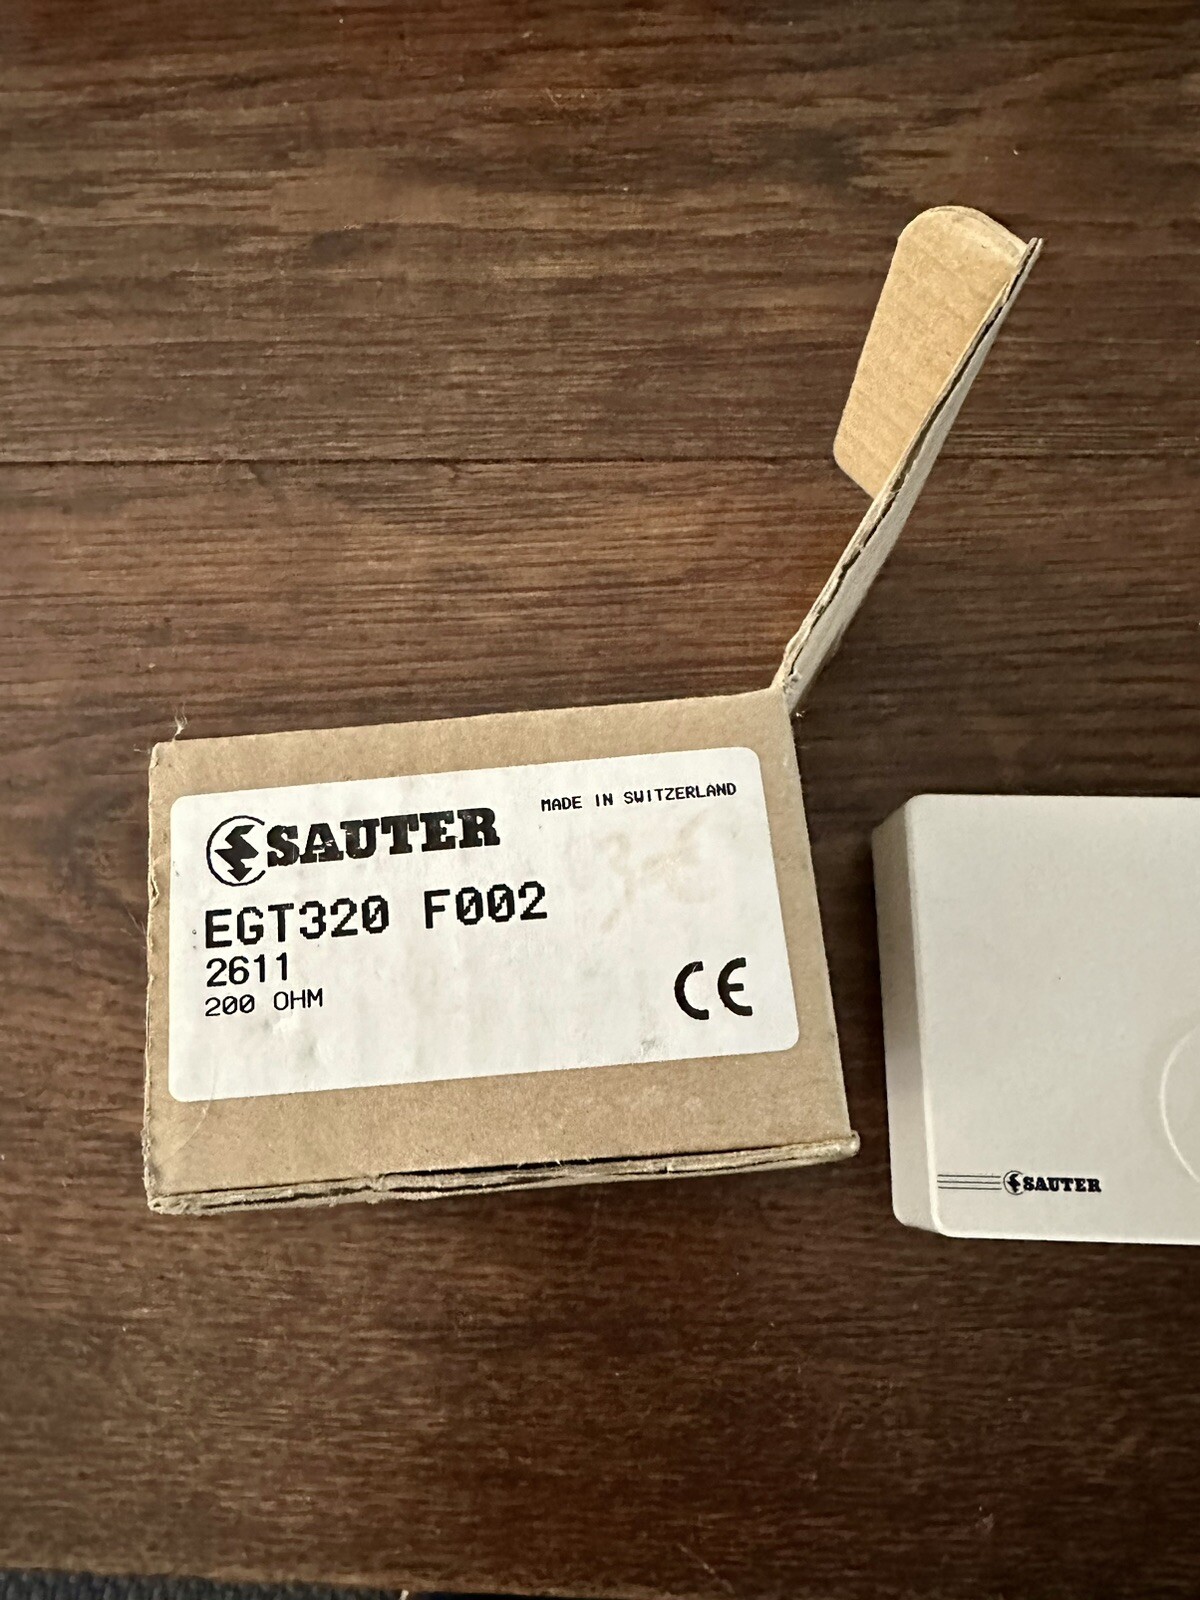 SAUTER
MADE IN SWITZERLAND
EGT320 F002
2611
200 OHM
CE
SAUTER